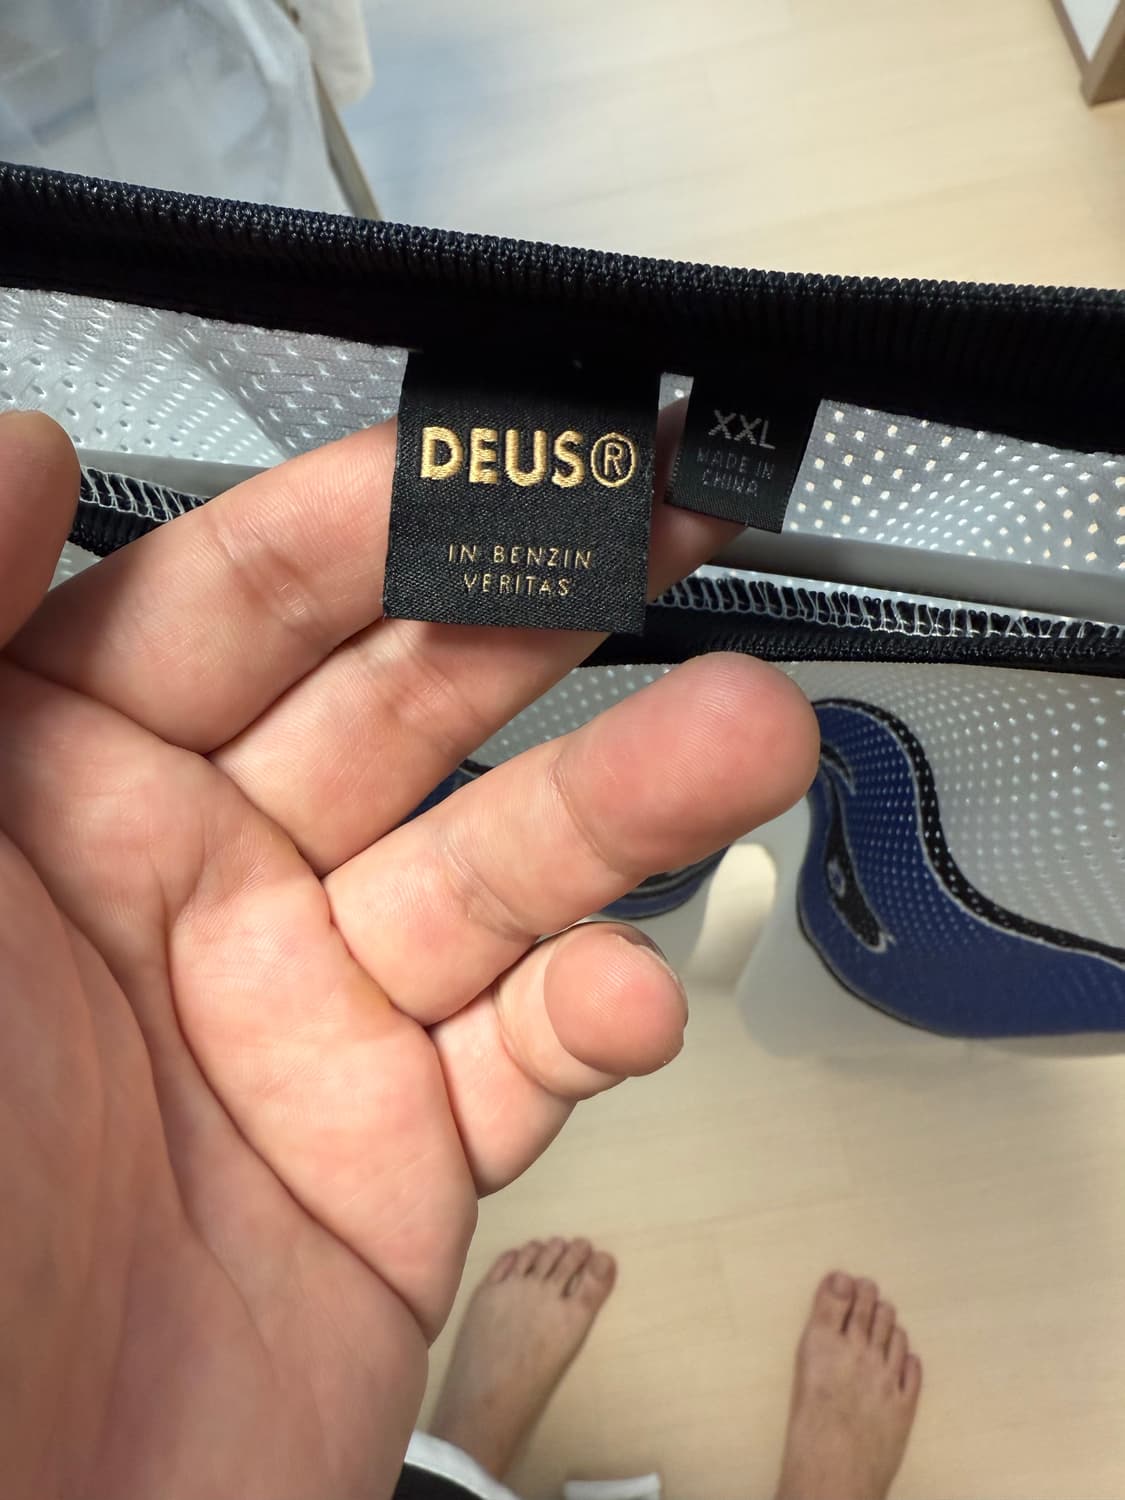 DEUS®
IN BENZIN
VERITAS
XXL
MADE IN
CHINA